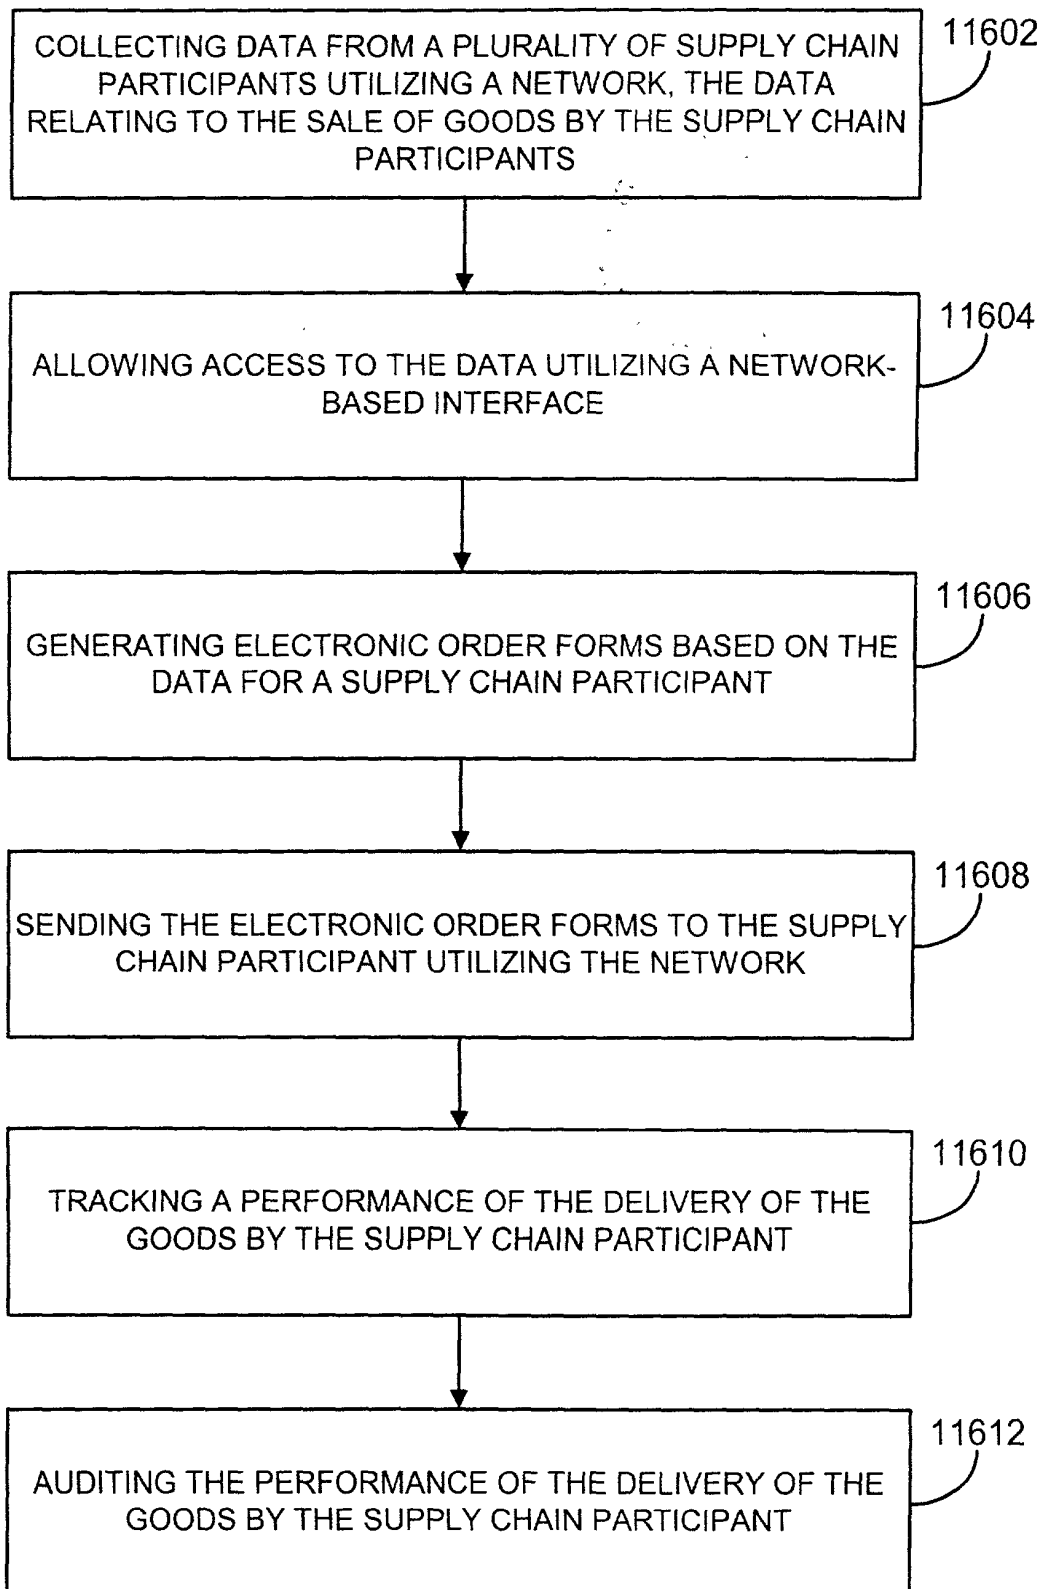 COLLECTING DATA FROM A PLURALITY OF SUPPLY CHAIN
PARTICIPANTS UTILIZING A NETWORK, THE DATA
RELATING TO THE SALE OF GOODS BY THE SUPPLY CHAIN
PARTICIPANTS
11602
ALLOWING ACCESS TO THE DATA UTILIZING A NETWORK-
BASED INTERFACE
11604
GENERATING ELECTRONIC ORDER FORMS BASED ON THE
DATA FOR A SUPPLY CHAIN PARTICIPANT
11606
SENDING THE ELECTRONIC ORDER FORMS TO THE SUPPLY
CHAIN PARTICIPANT UTILIZING THE NETWORK
11608
TRACKING A PERFORMANCE OF THE DELIVERY OF THE
GOODS BY THE SUPPLY CHAIN PARTICIPANT
11610
AUDITING THE PERFORMANCE OF THE DELIVERY OF THE
GOODS BY THE SUPPLY CHAIN PARTICIPANT
11612